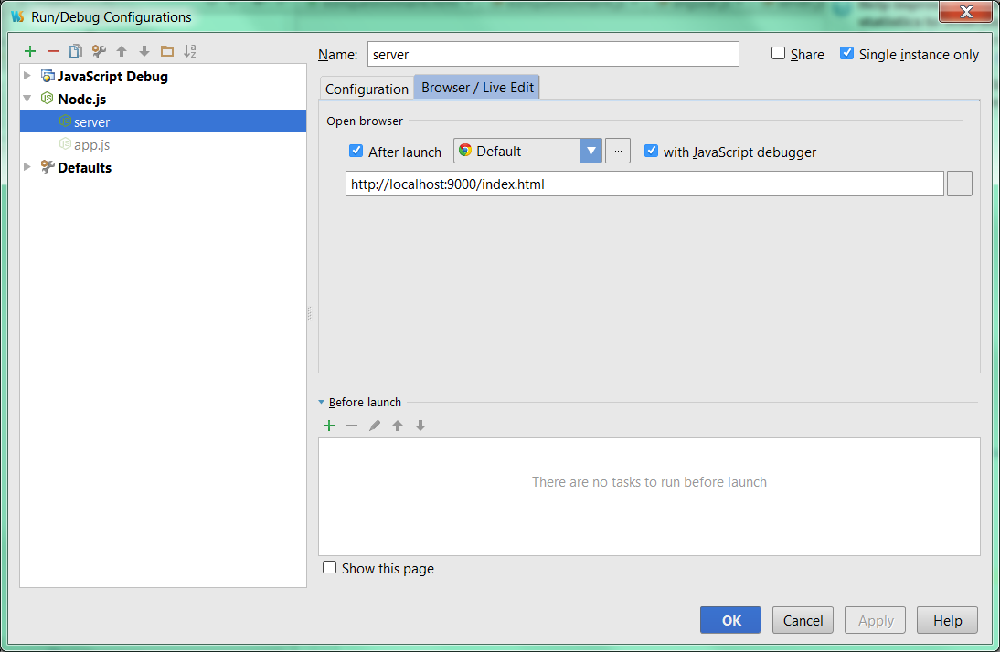 WS Run/Debug Configurations
JavaScript Debug
Node.js
server
app.js
Defaults
Name: server Share Single instance only
Configuration Browser / Live Edit
Open browser
After launch Default ... with JavaScript debugger
http://localhost:9000/index.html ...
Before launch
There are no tasks to run before launch
Show this page
OK Cancel Apply Help